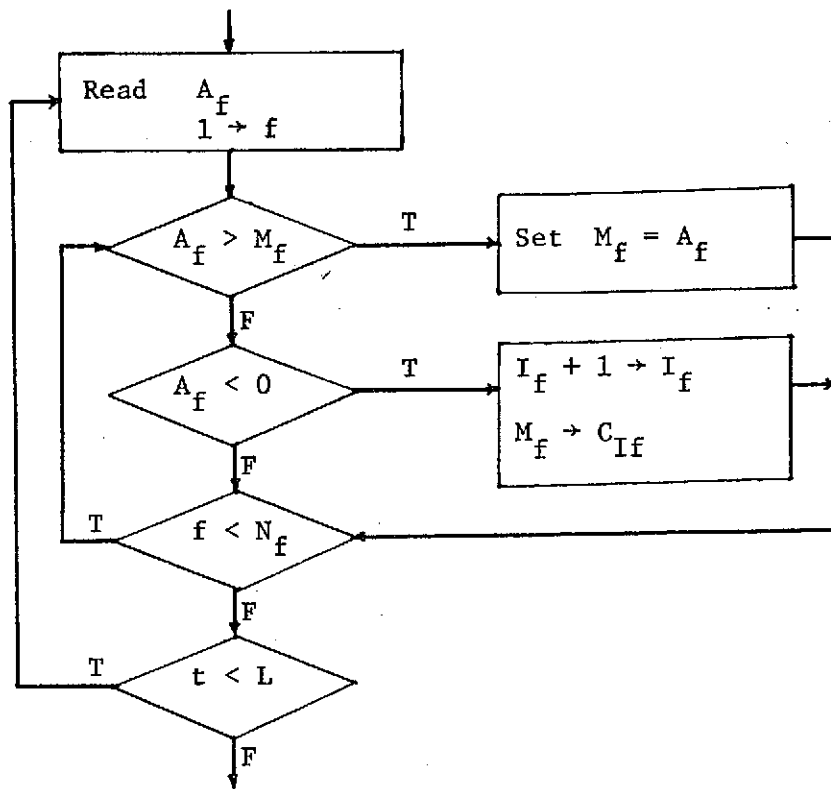 Read A_f
1 → f
A_f > M_f
T
Set M_f = A_f
F
A_f < 0
T
I_f + 1 → I_f
M_f → C_If
F
T
f < N_f
F
T
t < L
F